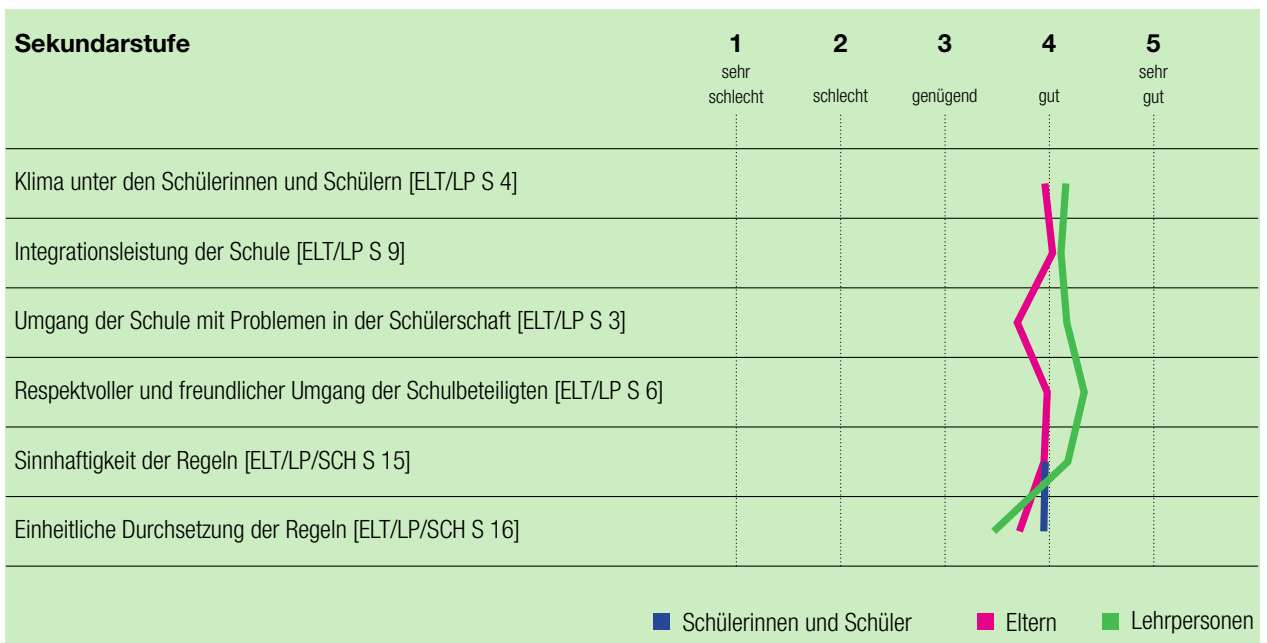 Sekundarstufe 1 2 3 4 5
sehr sehr
schlecht schlecht genügend gut gut
Klima unter den Schülerinnen und Schülern [ELT/LP S 4]
Integrationsleistung der Schule [ELT/LP S 9]
Umgang der Schule mit Problemen in der Schülerschaft [ELT/LP S 3]
Respektvoller und freundlicher Umgang der Schulbeteiligten [ELT/LP S 6]
Sinnhaftigkeit der Regeln [ELT/LP/SCH S 15]
Einheitliche Durchsetzung der Regeln [ELT/LP/SCH S 16]
Schülerinnen und Schüler Eltern Lehrpersonen